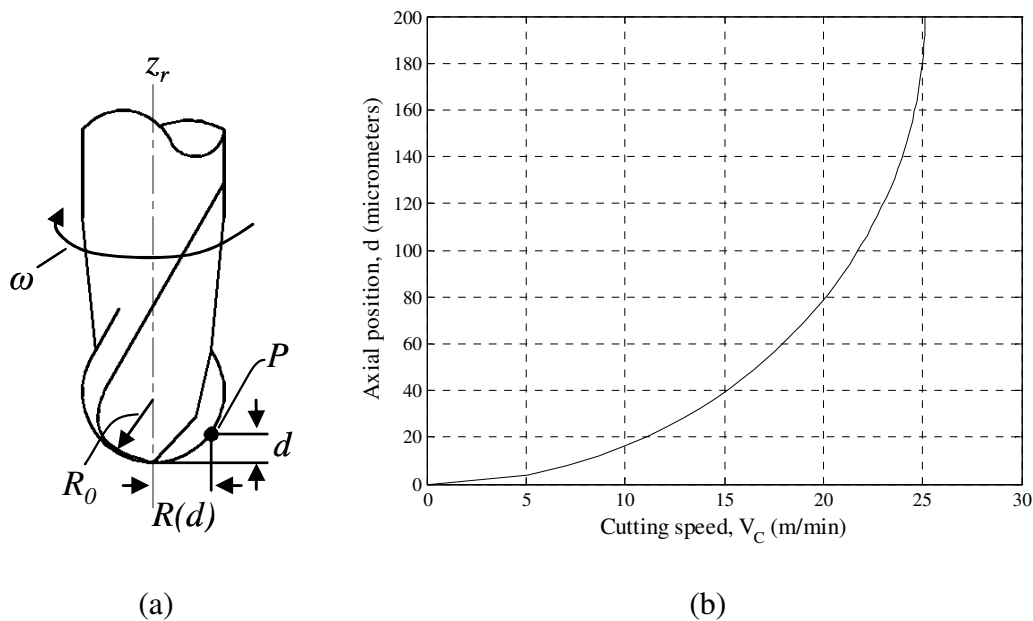 z_r
ω
P
d
R_0
R(d)
(a)
Axial position, d (micrometers)
200
180
160
140
120
100
80
60
40
20
0
0 5 10 15 20 25 30
Cutting speed, V_C (m/min)
(b)